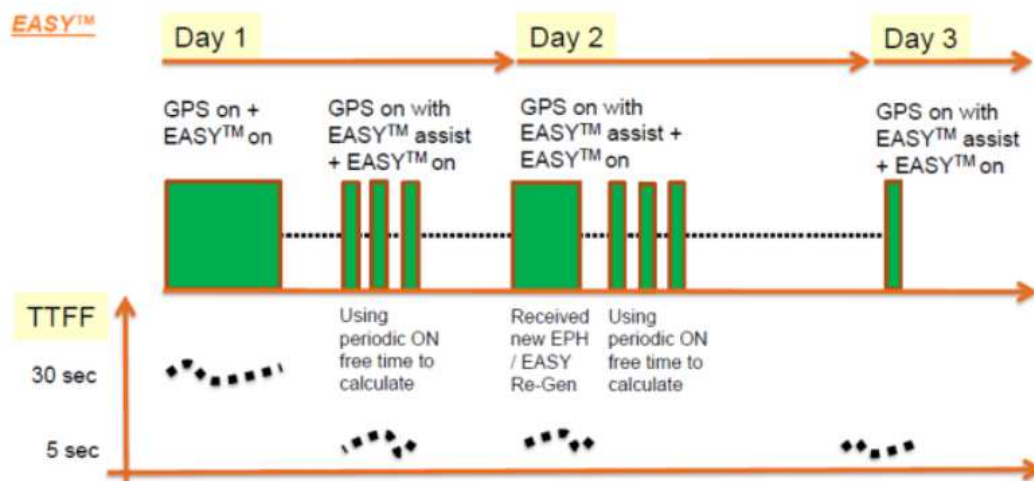 EASY™
Day 1
Day 2
Day 3
GPS on +
EASY™ on
GPS on with
EASY™ assist
+ EASY™ on
GPS on with
EASY™ assist +
EASY™ on
GPS on with
EASY™ assist
+ EASY™ on
TTFF
30 sec
5 sec
Using
periodic ON
free time to
calculate
Received
new EPH
/ EASY
Re-Gen
Using
periodic ON
free time to
calculate